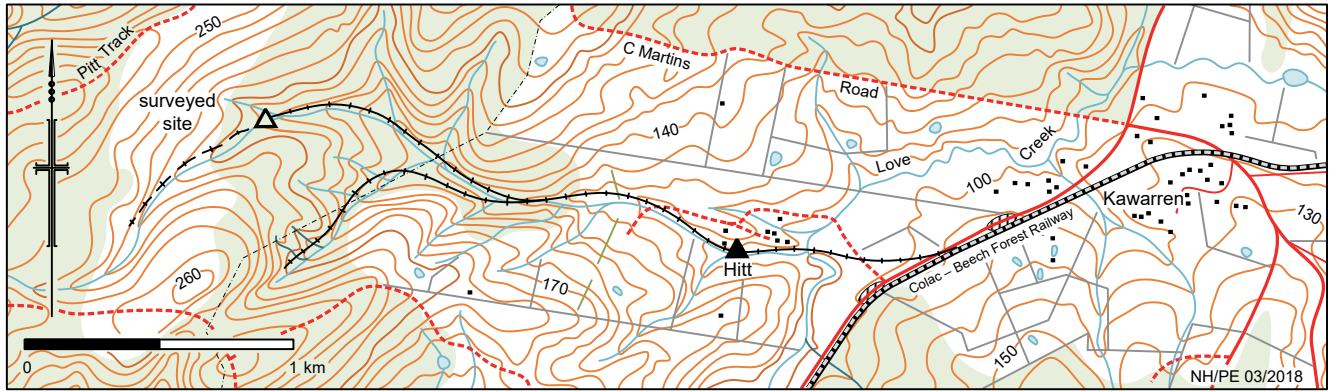 250
Pitt Track
surveyed
site
C Martins
Road
140
Love
Creek
100
Kawarren
130
Colac – Beech Forest Railway
Hitt
170
260
150
0
1 km
NH/PE 03/2018